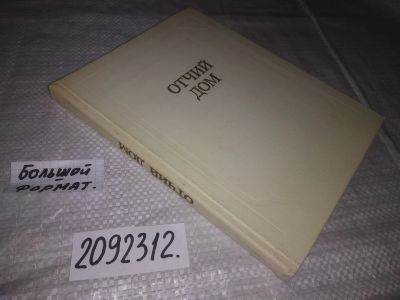 ОТЧИЙ
ДОМ
ОТЧИЙ ДОМ
Большой
формат.
2092312.